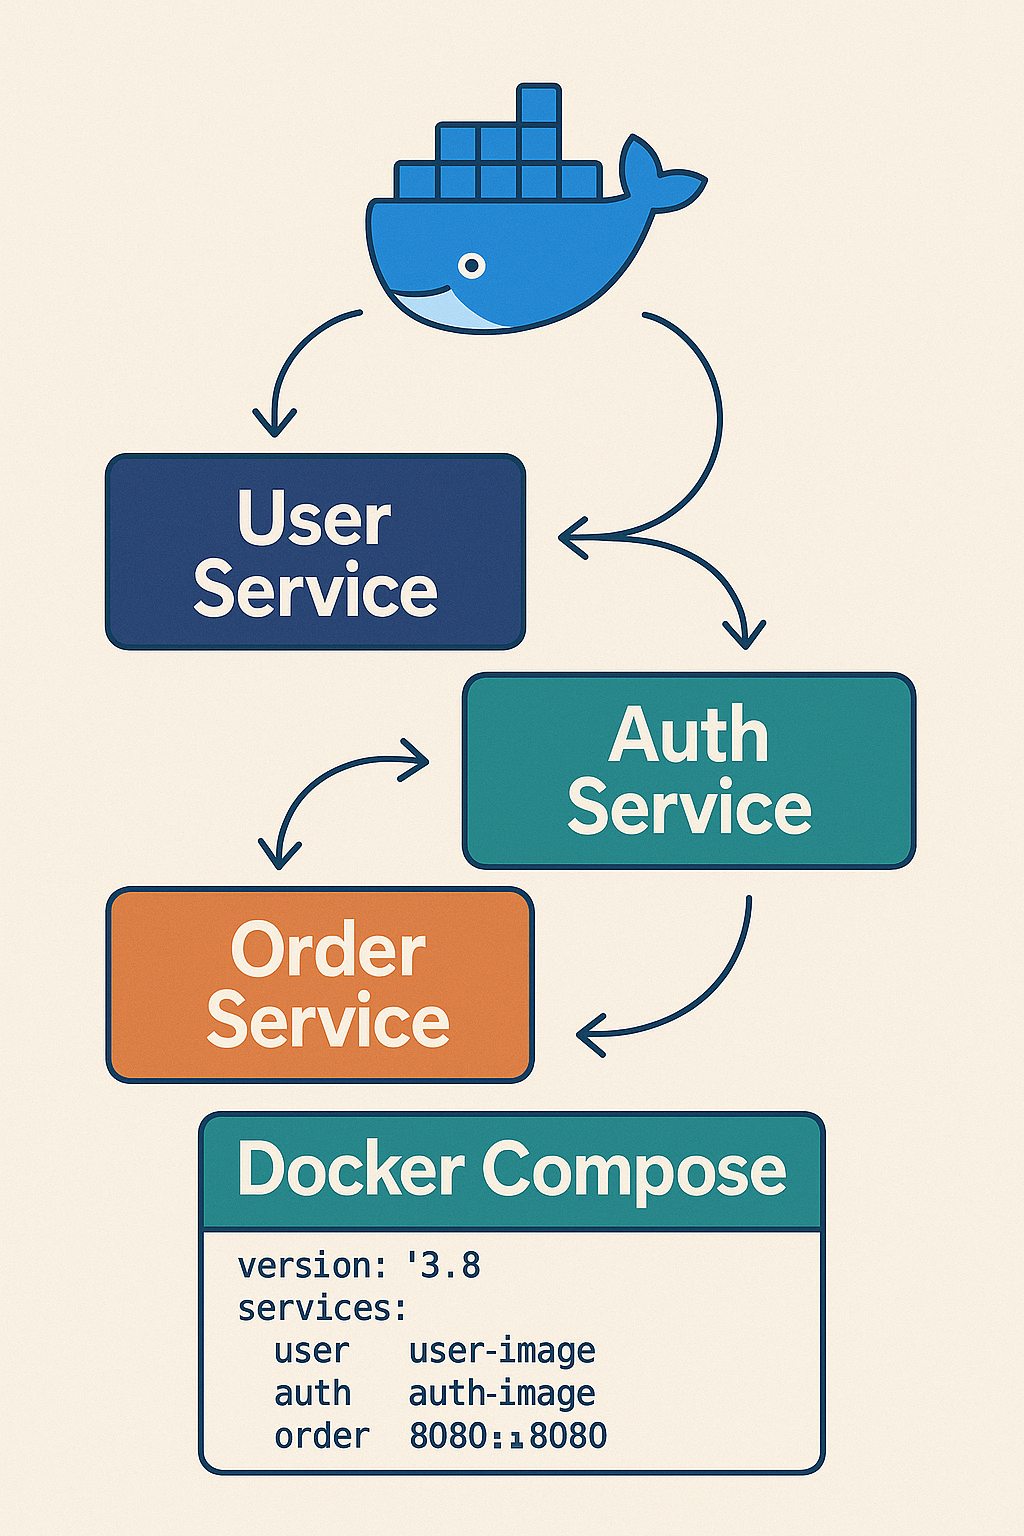 User
Service
Auth
Service
Order
Service
Docker Compose
version: '3.8
services:
user user-image
auth auth-image
order 8080:ı8080